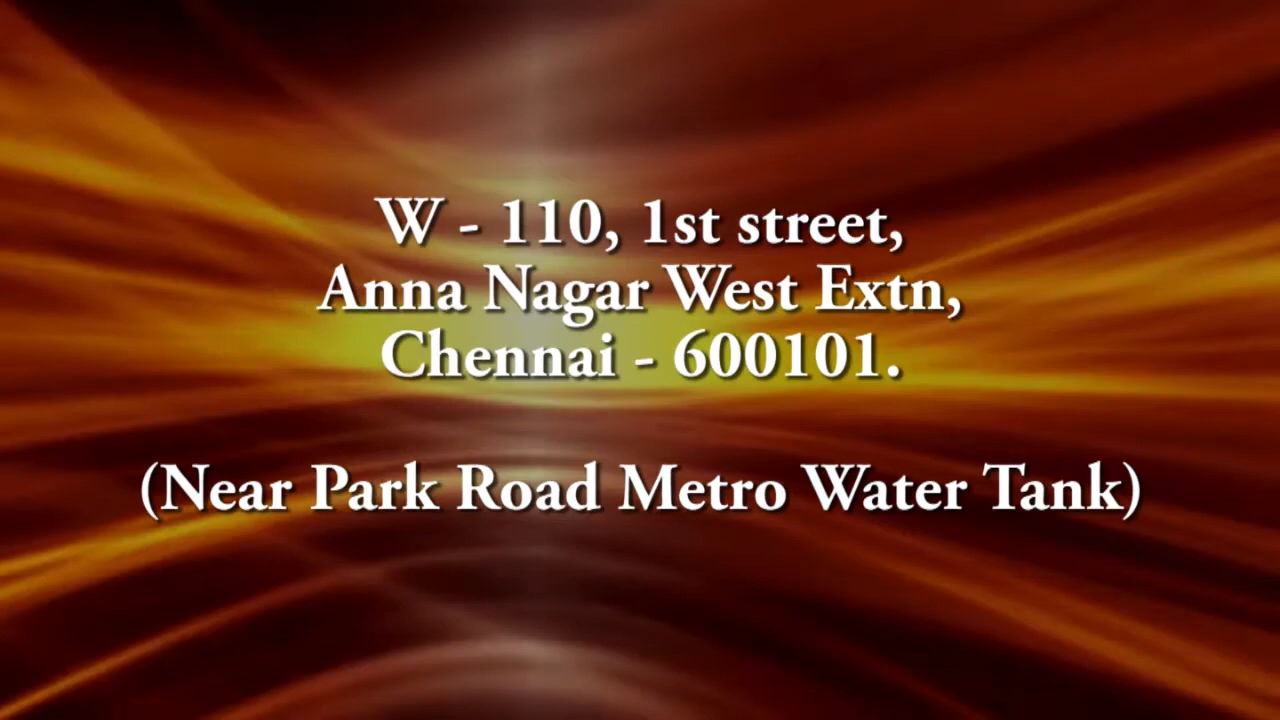 W - 110, 1st street,
Anna Nagar West Extn,
Chennai - 600101.
(Near Park Road Metro Water Tank)